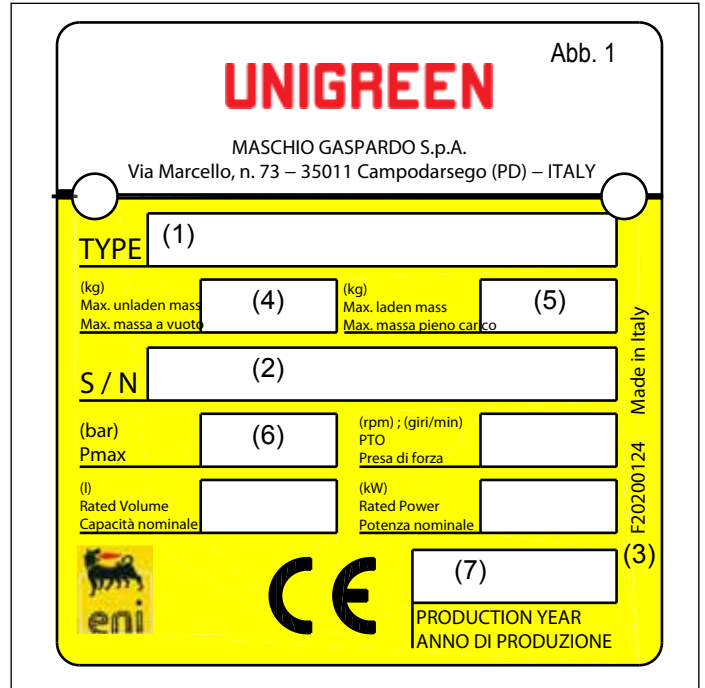 Abb. 1
UNIGREEN
MASCHIO GASPARDO S.p.A.
Via Marcello, n. 73 – 35011 Campodarsego (PD) – ITALY
TYPE (1)
(kg)
Max. unladen mass
Max. massa a vuoto
(4)
(kg)
Max. laden mass
Max. massa pieno carico
(5)
S / N (2)
(bar)
Pmax
(6)
(rpm) ; (giri/min)
PTO
Presa di forza
(l)
Rated Volume
Capacità nominale
(kW)
Rated Power
Potenza nominale
F20200124 Made in Italy
(3)
eni
CE
(7)
PRODUCTION YEAR
ANNO DI PRODUZIONE